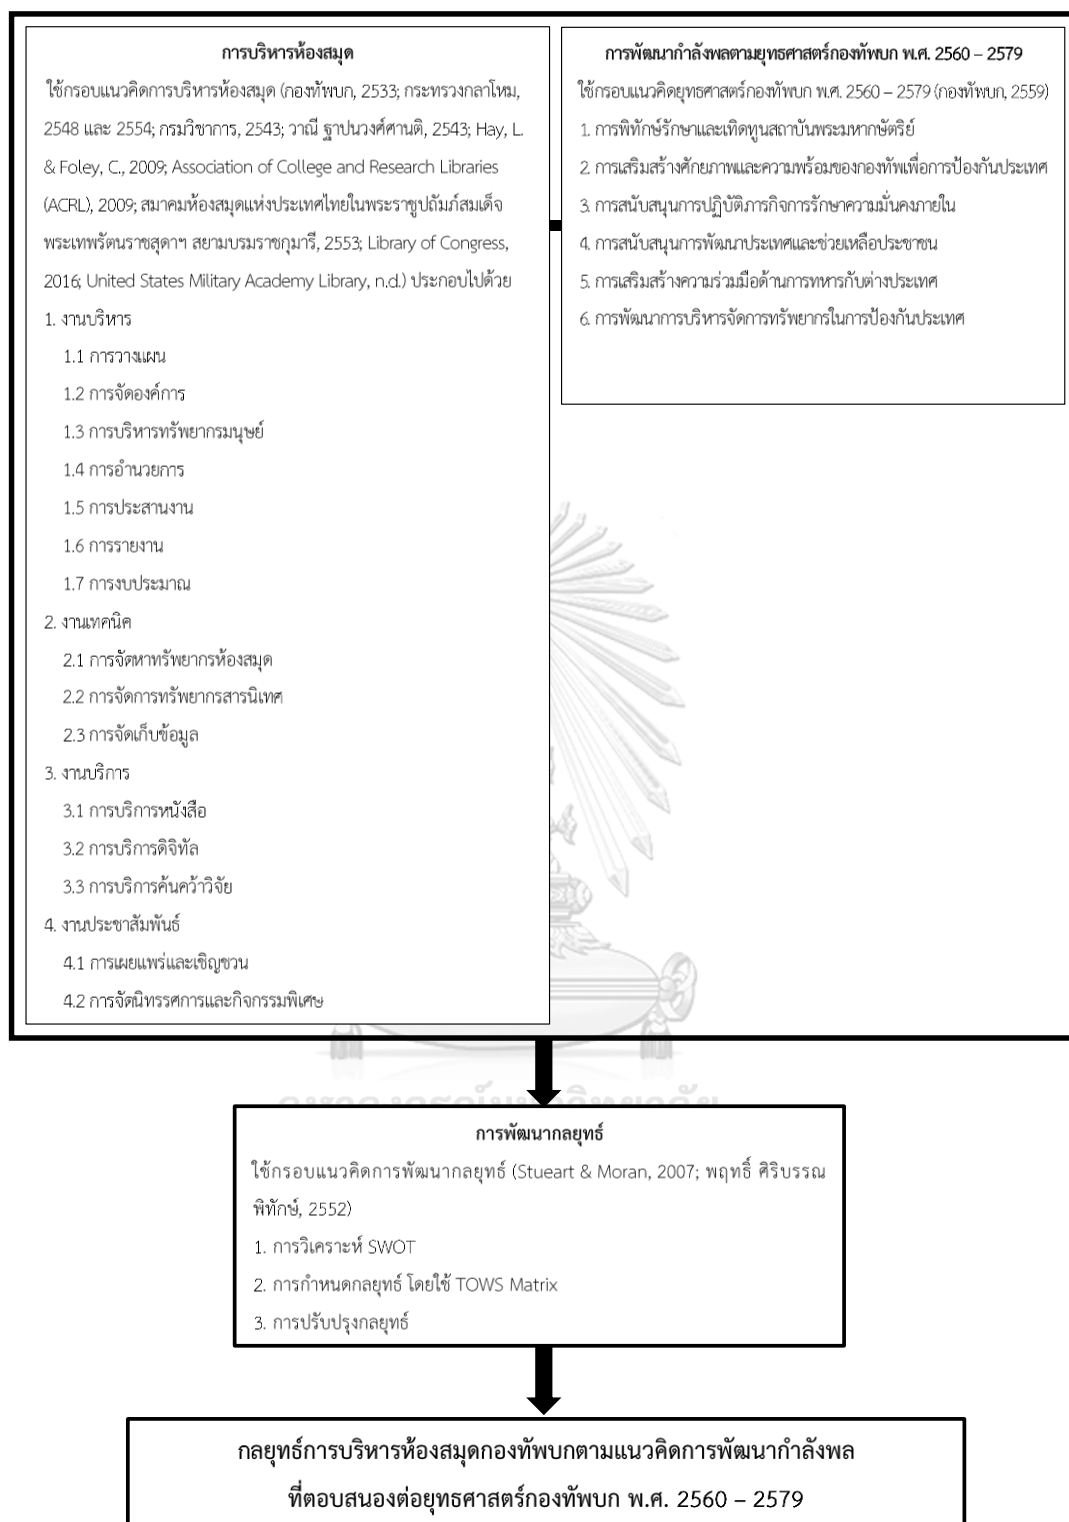 การบริหารห้องสมุด
ใช้กรอบแนวคิดการบริหารห้องสมุด (กองทัพบก, 2533; กระทรวงกลาโหม,
2548 และ 2554; กรมวิชาการ, 2543; วาณี ฐาปนวงศ์ศานติ, 2543; Hay, L.
& Foley, C., 2009; Association of College and Research Libraries
(ACRL), 2009; สมาคมห้องสมุดแห่งประเทศไทยในพระราชูปถัมภ์สมเด็จ
พระเทพรัตนราชสุดาฯ สยามบรมราชกุมารี, 2553; Library of Congress,
2016; United States Military Academy Library, n.d.) ประกอบไปด้วย
1. งานบริหาร
1.1 การวางแผน
1.2 การจัดองค์การ
1.3 การบริหารทรัพยากรมนุษย์
1.4 การอำนวยการ
1.5 การประสานงาน
1.6 การรายงาน
1.7 การงบประมาณ
2. งานเทคนิค
2.1 การจัดหาทรัพยากรห้องสมุด
2.2 การจัดการทรัพยากรสารนิเทศ
2.3 การจัดเก็บข้อมูล
3. งานบริการ
3.1 การบริการหนังสือ
3.2 การบริการดิจิทัล
3.3 การบริการค้นคว้าวิจัย
4. งานประชาสัมพันธ์
4.1 การเผยแพร่และเชิญชวน
4.2 การจัดนิทรรศการและกิจกรรมพิเศษ
การพัฒนากำลังพลตามยุทธศาสตร์กองทัพบก พ.ศ. 2560 – 2579
ใช้กรอบแนวคิดยุทธศาสตร์กองทัพบก พ.ศ. 2560 – 2579 (กองทัพบก, 2559)
1. การพิทักษ์รักษาและเทิดทูนสถาบันพระมหากษัตริย์
2. การเสริมสร้างศักยภาพและความพร้อมของกองทัพเพื่อการป้องกันประเทศ
3. การสนับสนุนการปฏิบัติภารกิจการรักษาความมั่นคงภายใน
4. การสนับสนุนการพัฒนาประเทศและช่วยเหลือประชาชน
5. การเสริมสร้างความร่วมมือด้านการทหารกับต่างประเทศ
6. การพัฒนาการบริหารจัดการทรัพยากรในการป้องกันประเทศ
จุฬาลงกรณ์มหาวิทยาลัย
การพัฒนากลยุทธ์
ใช้กรอบแนวคิดการพัฒนากลยุทธ์ (Stueart & Moran, 2007; พฤทธิ์ ศิริบรรณ
พิทักษ์, 2552)
1. การวิเคราะห์ SWOT
2. การกำหนดกลยุทธ์ โดยใช้ TOWS Matrix
3. การปรับปรุงกลยุทธ์
กลยุทธ์การบริหารห้องสมุดกองทัพบกตามแนวคิดการพัฒนากำลังพล
ที่ตอบสนองต่อยุทธศาสตร์กองทัพบก พ.ศ. 2560 – 2579